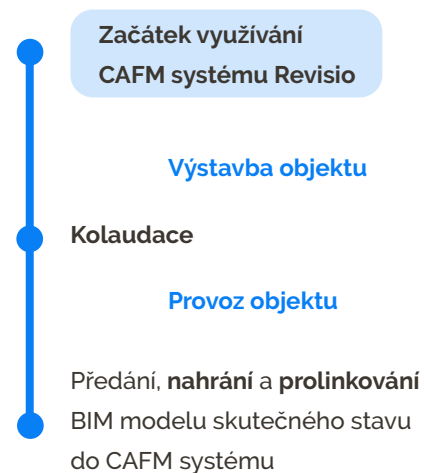 Začátek využívání
CAFM systému Revisio
Výstavba objektu
Kolaudace
Provoz objektu
Předání, nahrání a prolinkování
BIM modelu skutečného stavu
do CAFM systému